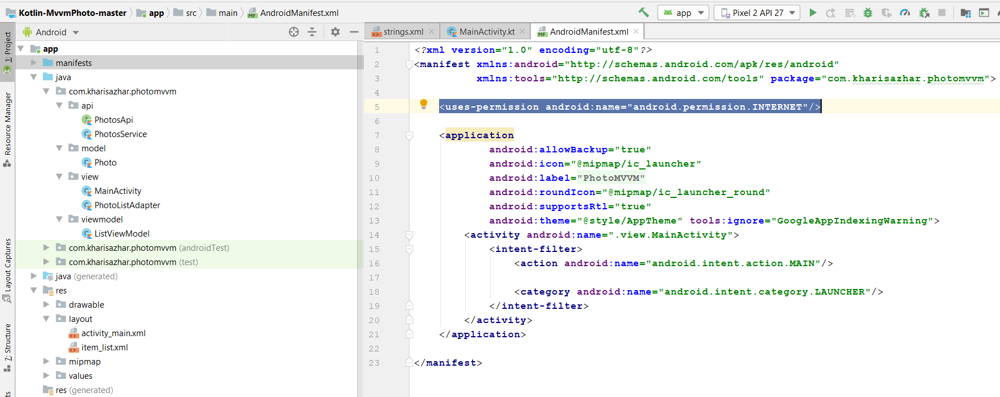 Kotlin-MvvmPhoto-master app src main AndroidManifest.xml
app Pixel 2 API 27
Android
strings.xml MainActivity.kt AndroidManifest.xml
1: Project
Resource Manager
Layout Captures
7: Structure
app
manifests
java
com.kharisazhar.photomvvm
api
PhotosApi
PhotosService
model
Photo
view
MainActivity
PhotoListAdapter
viewmodel
ListViewModel
com.kharisazhar.photomvvm (androidTest)
com.kharisazhar.photomvvm (test)
java (generated)
res
drawable
layout
activity_main.xml
item_list.xml
mipmap
values
res (generated)
1 <?xml version="1.0" encoding="utf-8"?>
2 <manifest xmlns:android="http://schemas.android.com/apk/res/android"
3 xmlns:tools="http://schemas.android.com/tools" package="com.kharisazhar.photomvvm">
4
5 <uses-permission android:name="android.permission.INTERNET"/>
6
7 <application
8 android:allowBackup="true"
9 android:icon="@mipmap/ic_launcher"
10 android:label="PhotoMVVM"
11 android:roundIcon="@mipmap/ic_launcher_round"
12 android:supportsRtl="true"
13 android:theme="@style/AppTheme" tools:ignore="GoogleAppIndexingWarning">
14 <activity android:name=".view.MainActivity">
15 <intent-filter>
16 <action android:name="android.intent.action.MAIN"/>
17
18 <category android:name="android.intent.category.LAUNCHER"/>
19 </intent-filter>
20 </activity>
21 </application>
22
23 </manifest>